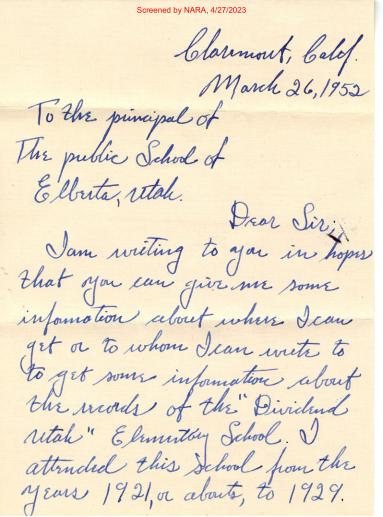 Screened by NARA, 4/27/2023
Claremont, Calif.
March 26, 1952
To the principal of
The public School of
Elberta, Utah.
Dear Sir;
I am writing to you in hopes
that you can give me some
infomation about where I can
get or to whom I can write to
to get some information about
the records of the "Dividend
Utah" Elementary School. I
attended this school from the
years 1921, or abouts, to 1929.